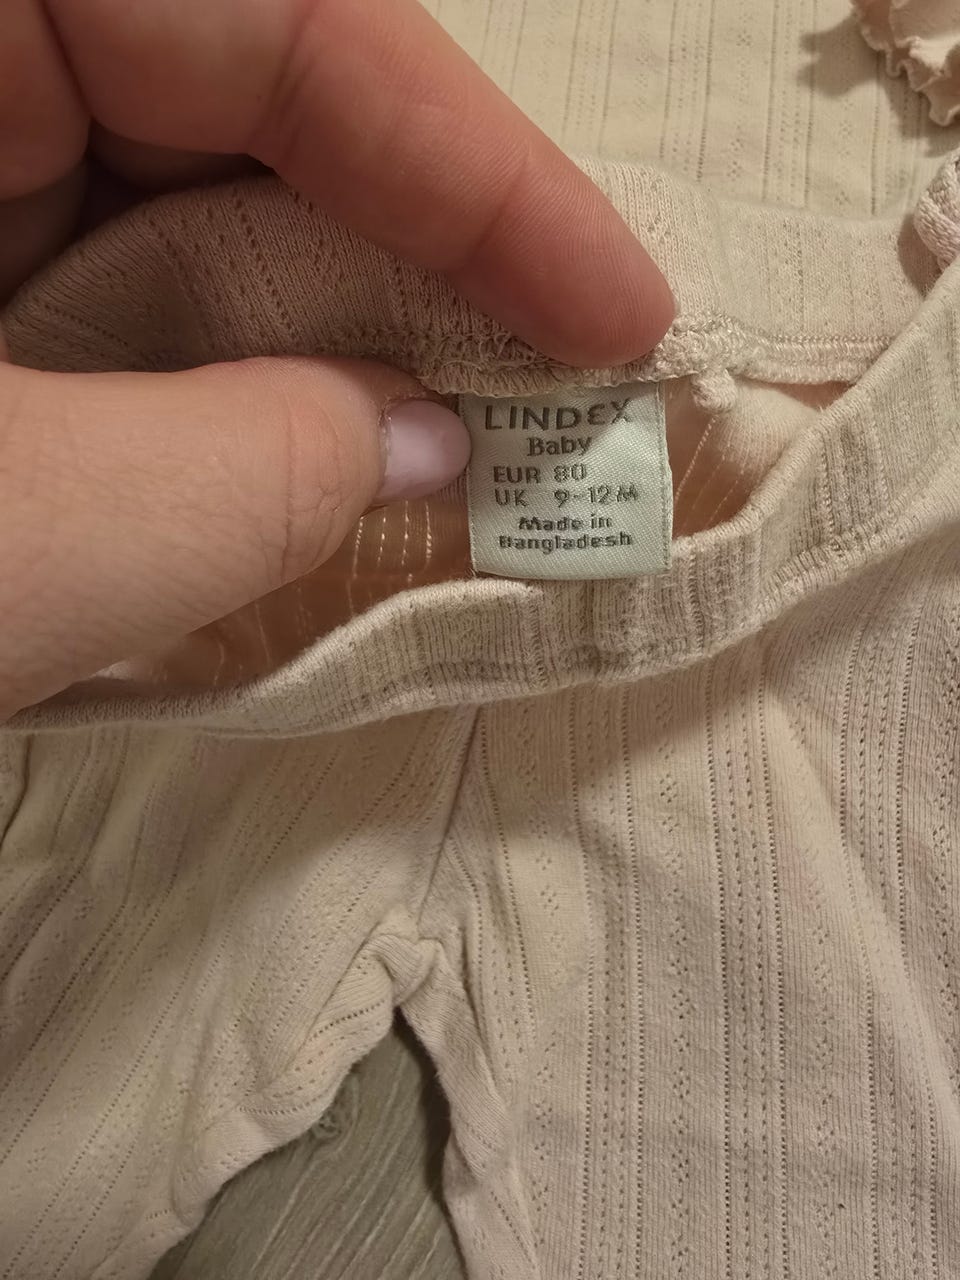 LINDEX
Baby
EUR 80
UK 9-12M
Made in
Bangladesh